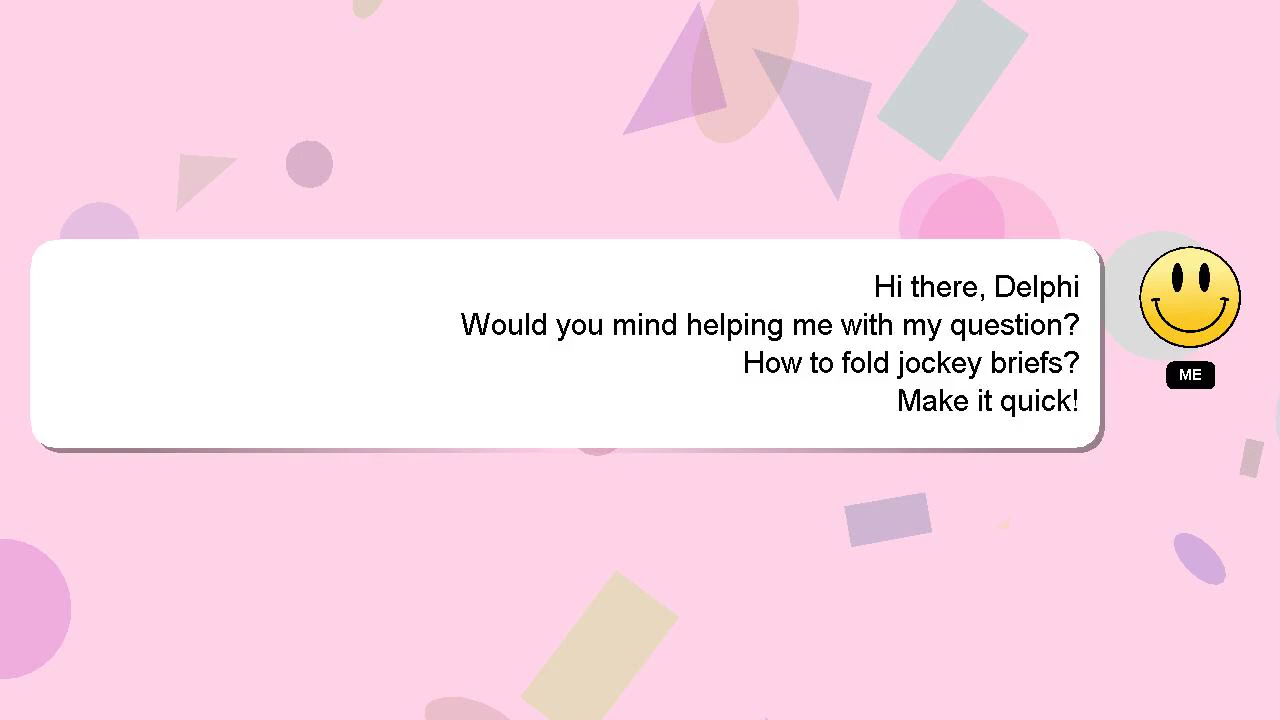 Hi there, Delphi
Would you mind helping me with my question?
How to fold jockey briefs?
Make it quick!
ME